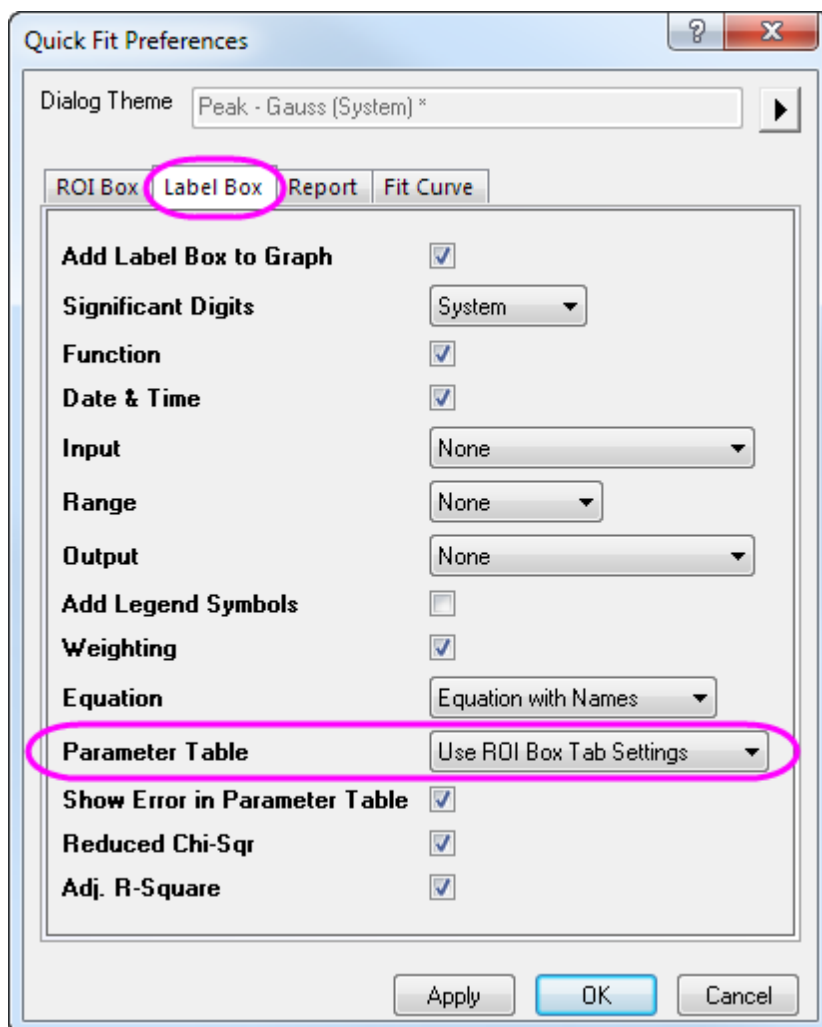 Quick Fit Preferences
Dialog Theme Peak - Gauss (System) *
ROI Box Label Box Report Fit Curve
Add Label Box to Graph
Significant Digits System
Function
Date & Time
Input None
Range None
Output None
Add Legend Symbols
Weighting
Equation Equation with Names
Parameter Table Use ROI Box Tab Settings
Show Error in Parameter Table
Reduced Chi-Sqr
Adj. R-Square
Apply OK Cancel